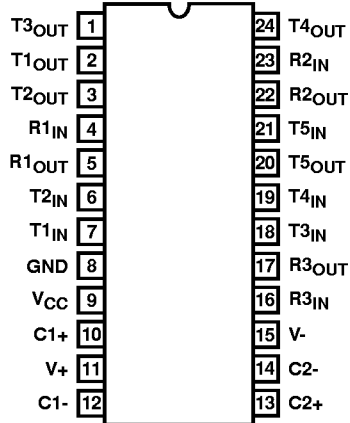 T3OUT 1 24 T4OUT
T1OUT 2 23 R2IN
T2OUT 3 22 R2OUT
R1IN 4 21 T5IN
R1OUT 5 20 T5OUT
T2IN 6 19 T4IN
T1IN 7 18 T3IN
GND 8 17 R3OUT
VCC 9 16 R3IN
C1+ 10 15 V-
V+ 11 14 C2-
C1- 12 13 C2+